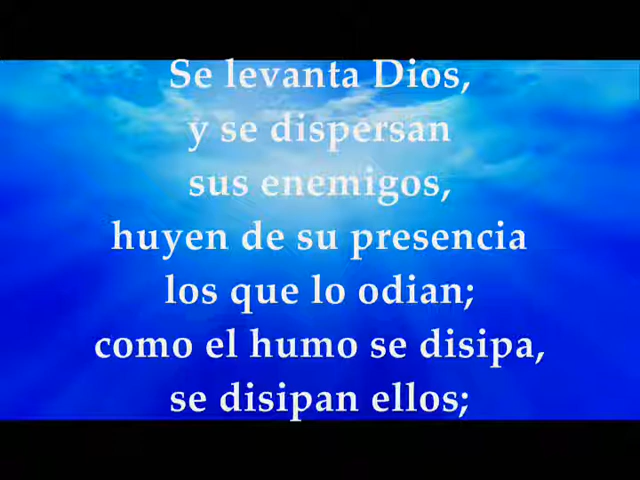 Se levanta Dios,
y se dispersan
sus enemigos,
huyen de su presencia
los que lo odian;
como el humo se disipa,
se disipan ellos;